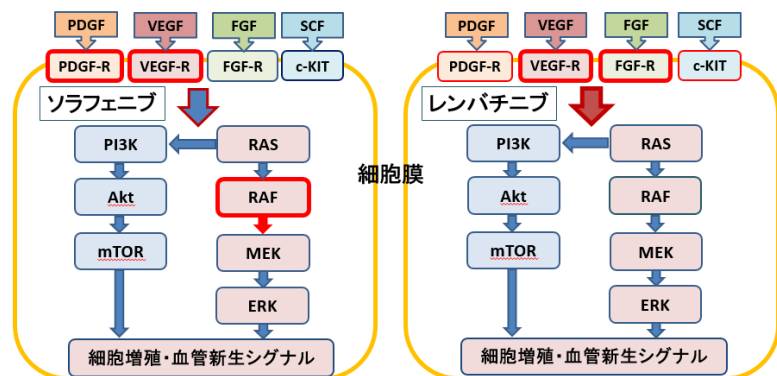 PDGF VEGF FGF SCF
PDGF-R VEGF-R FGF-R c-KIT
ソラフェニブ
PI3K RAS
Akt RAF
mTOR MEK
ERK
細胞増殖・血管新生シグナル
細胞膜
PDGF VEGF FGF SCF
PDGF-R VEGF-R FGF-R c-KIT
レンバチニブ
PI3K RAS
Akt RAF
mTOR MEK
ERK
細胞増殖・血管新生シグナル